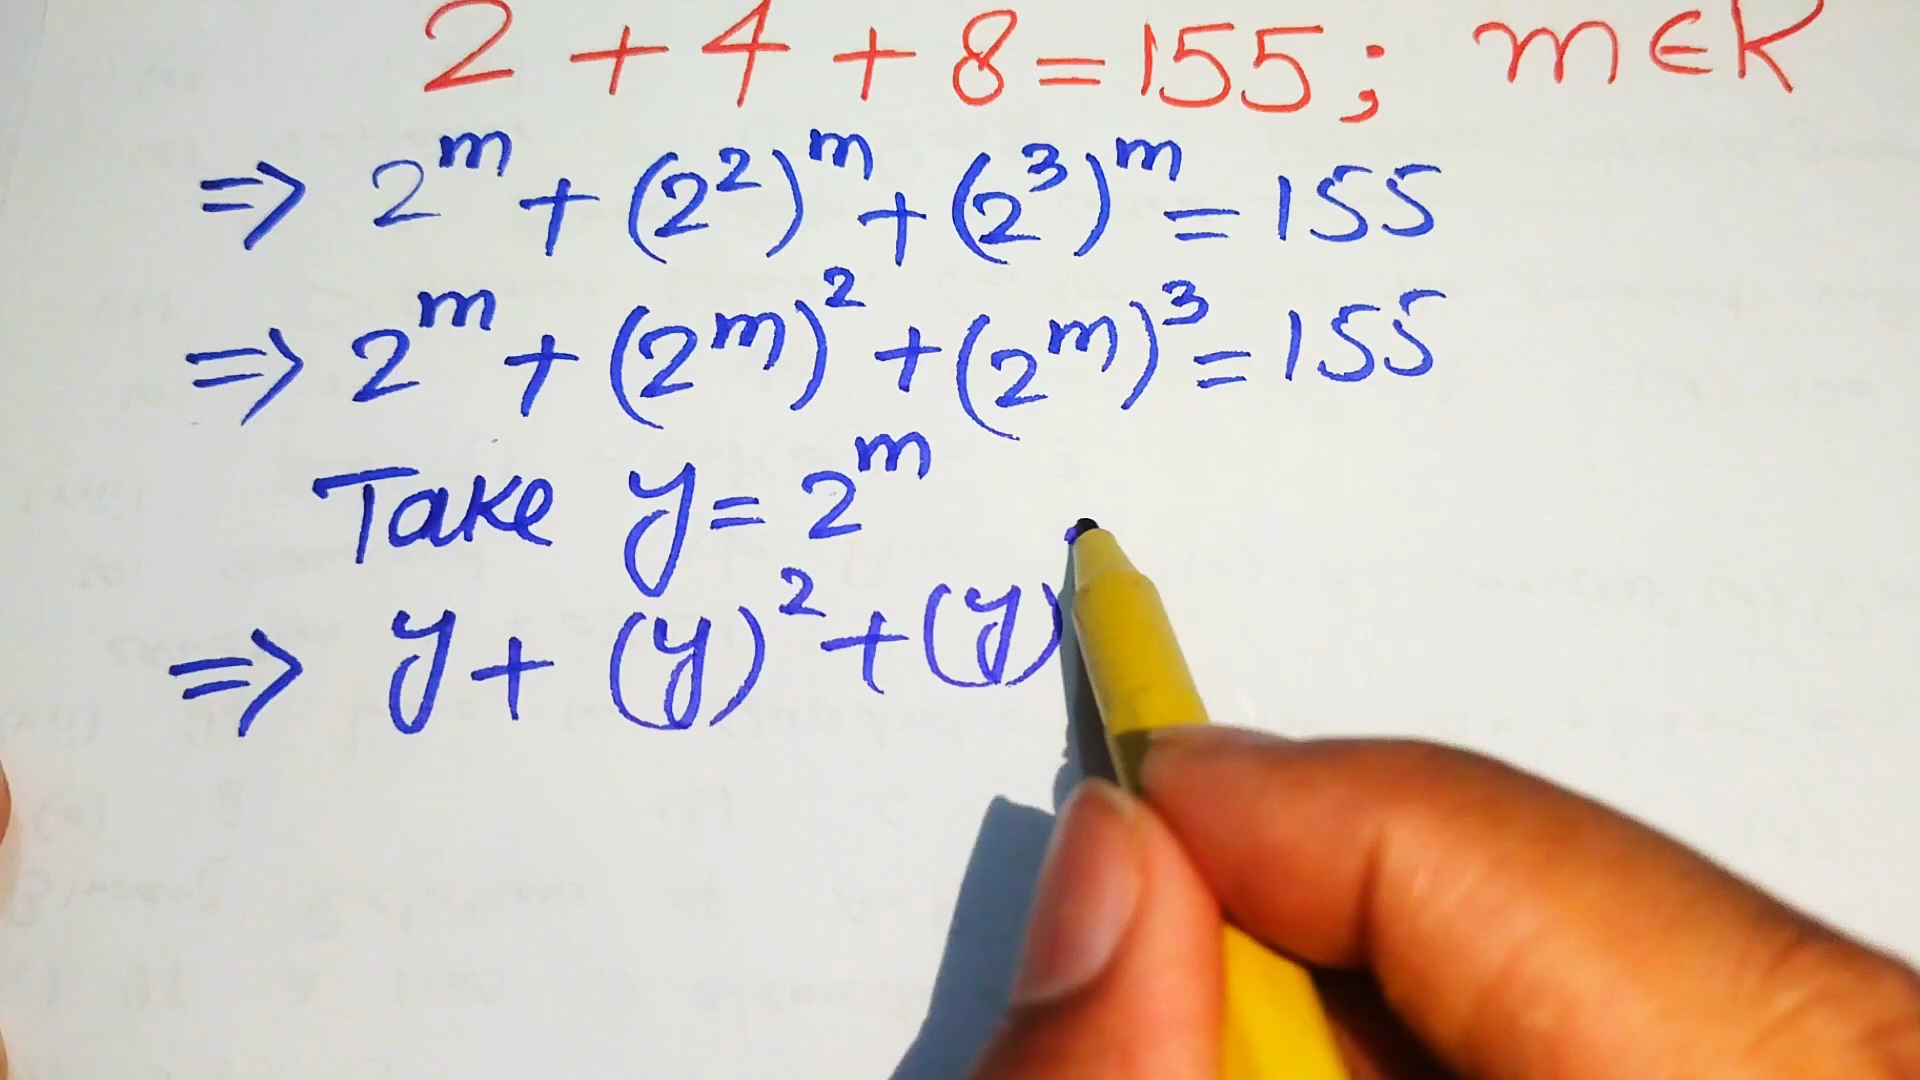 2 + 4 + 8 = 155; m ∈ R
=> 2^m + (2^2)^m + (2^3)^m = 155
=> 2^m + (2^m)^2 + (2^m)^3 = 155
Take y = 2^m
=> y + (y)^2 + (y)